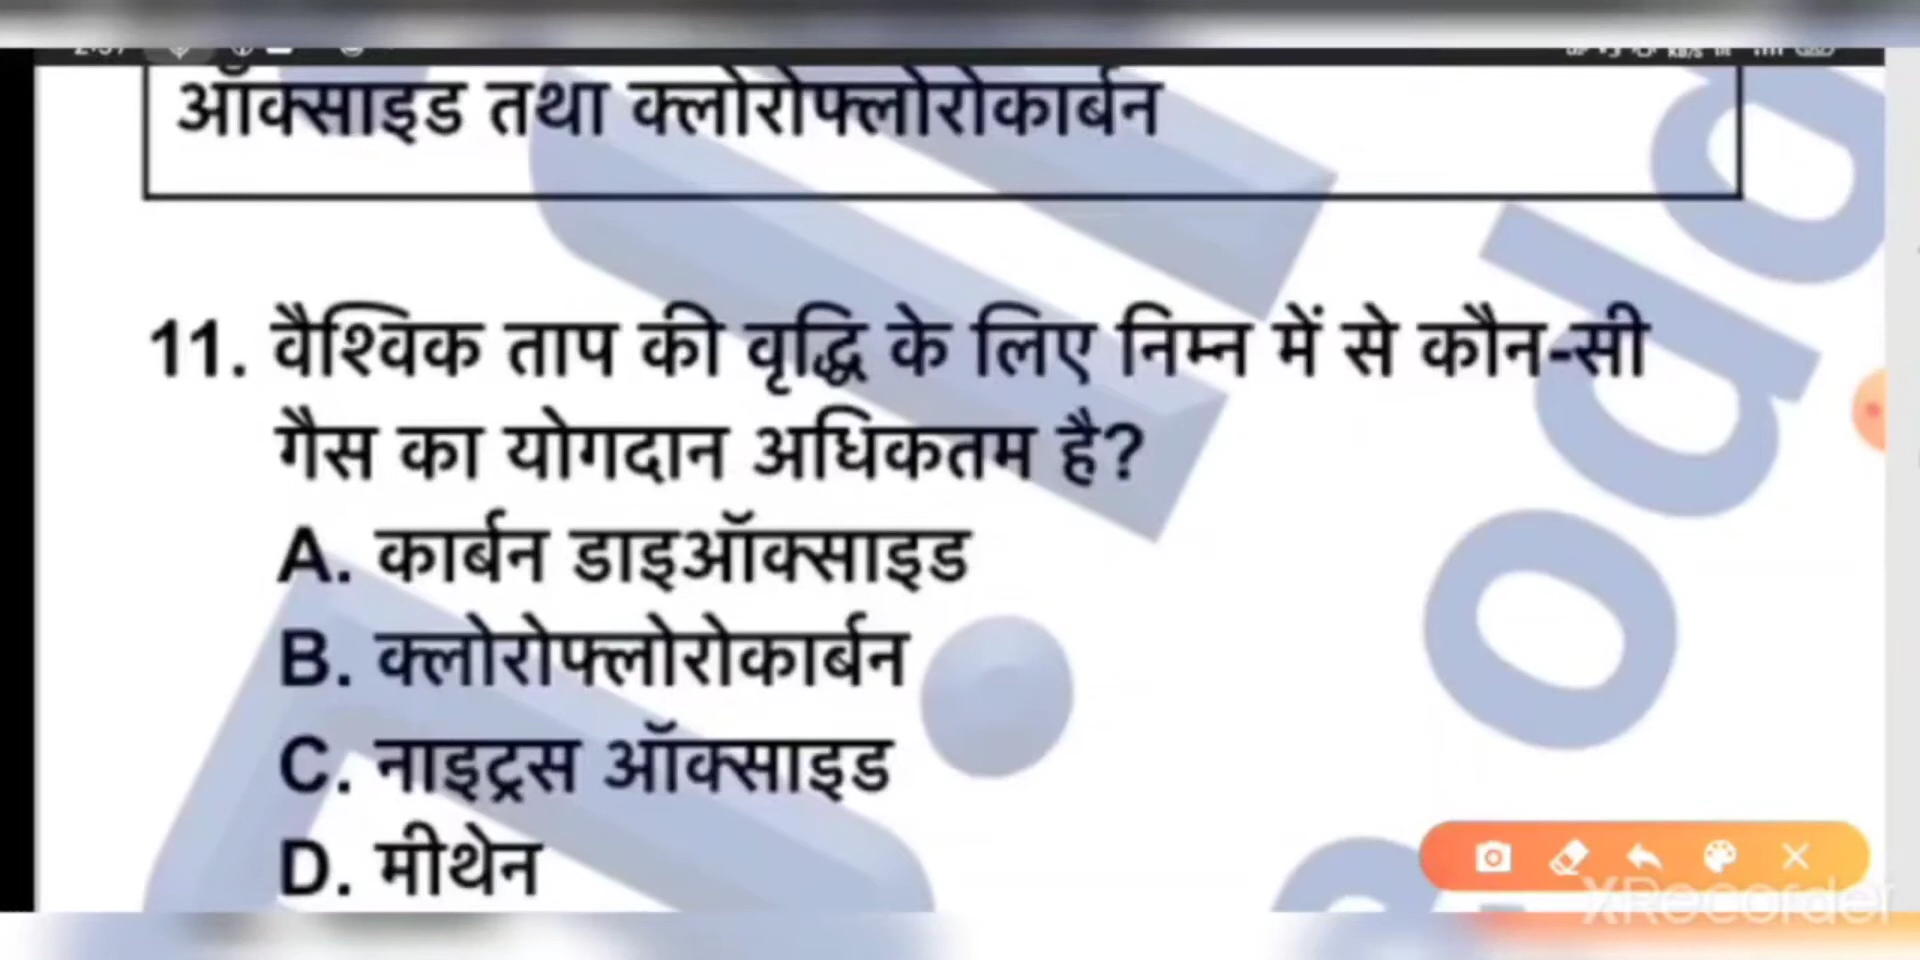 ऑक्साइड तथा क्लोरोफ्लोरोकार्बन
11. वैश्विक ताप की वृद्धि के लिए निम्न में से कौन-सी
गैस का योगदान अधिकतम है?
A. कार्बन डाइऑक्साइड
B. क्लोरोफ्लोरोकार्बन
C. नाइट्रस ऑक्साइड
D. मीथेन
XRecorder